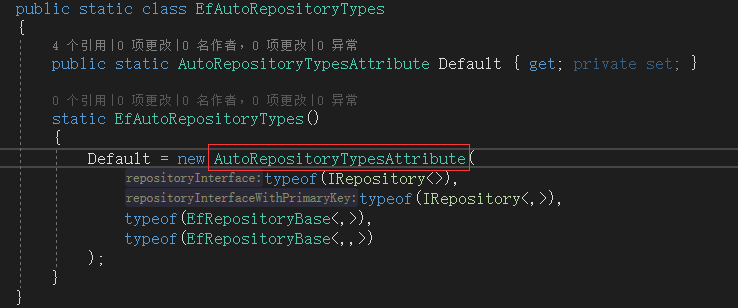 public static class EfAutoRepositoryTypes
{
4 个引用|0 项更改|0 名作者，0 项更改|0 异常
public static AutoRepositoryTypesAttribute Default { get; private set; }
0 个引用|0 项更改|0 名作者，0 项更改|0 异常
static EfAutoRepositoryTypes()
{
Default = new AutoRepositoryTypesAttribute(
repositoryInterface:typeof(IRepository<>),
repositoryInterfaceWithPrimaryKey:typeof(IRepository<,>),
typeof(EfRepositoryBase<,>),
typeof(EfRepositoryBase<,,>)
);
}
}